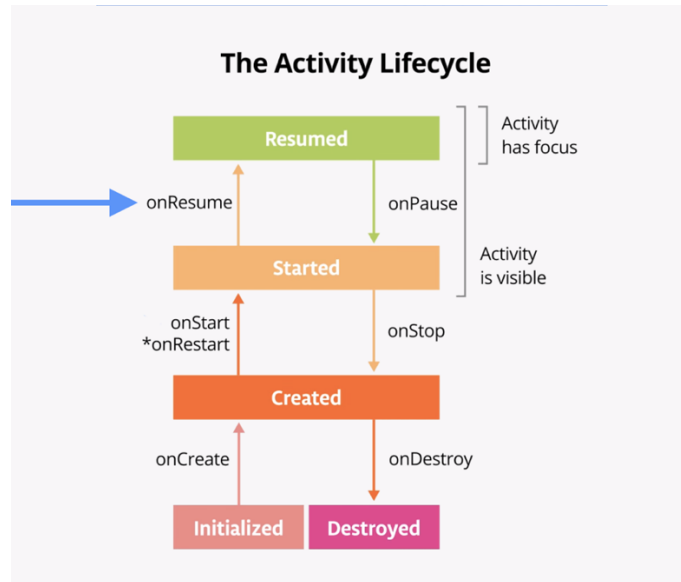 The Activity Lifecycle
Resumed
Activity
has focus
onResume
onPause
Started
Activity
is visible
onStart
*onRestart
onStop
Created
onCreate
onDestroy
Initialized
Destroyed